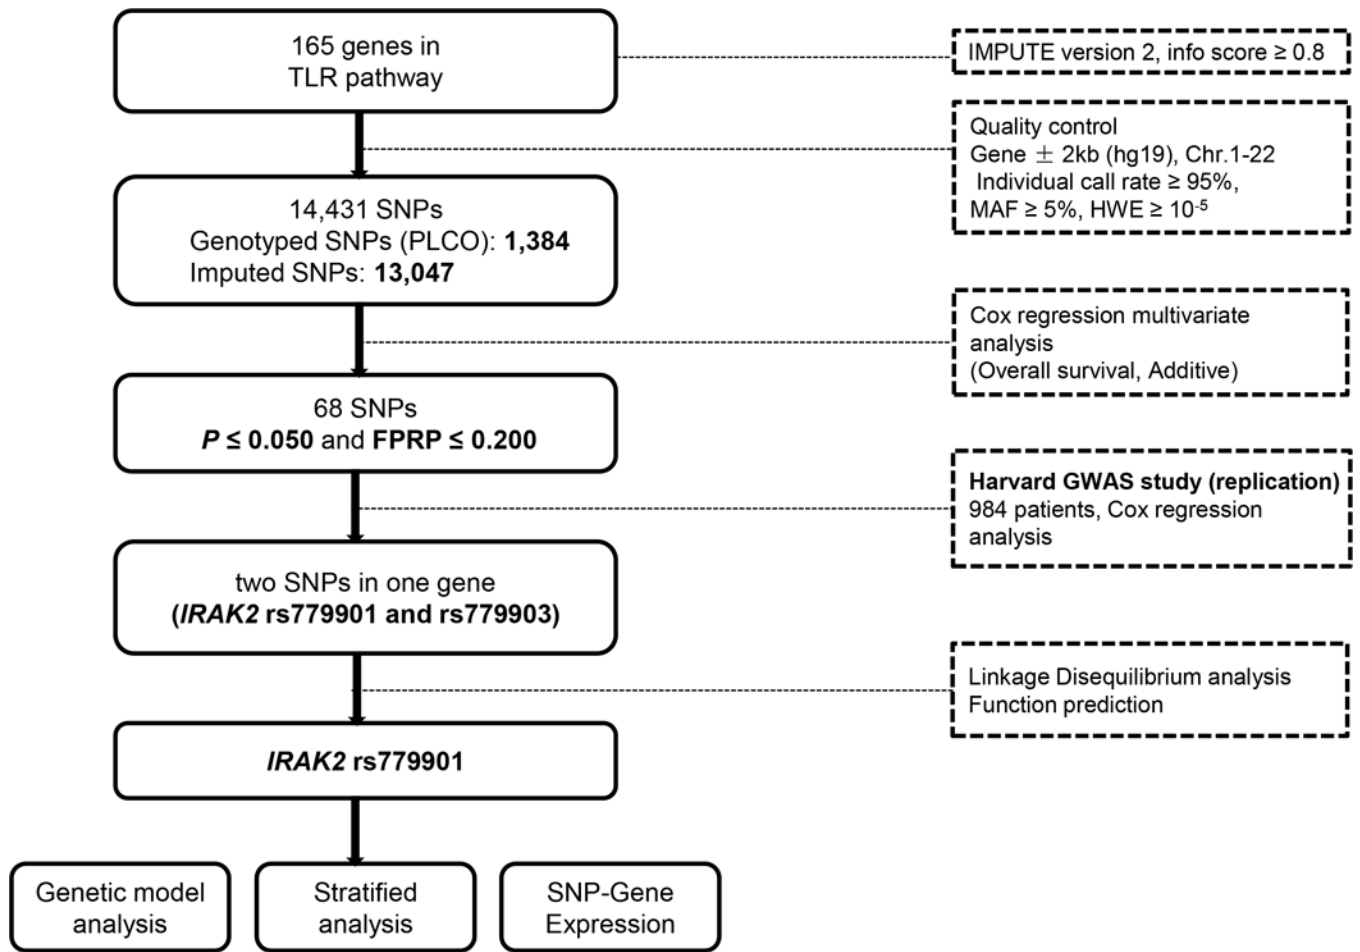 165 genes in
TLR pathway
IMPUTE version 2, info score ≥ 0.8
Quality control
Gene ± 2kb (hg19), Chr.1-22
Individual call rate ≥ 95%,
MAF ≥ 5%, HWE ≥ 10-5
14,431 SNPs
Genotyped SNPs (PLCO): 1,384
Imputed SNPs: 13,047
Cox regression multivariate
analysis
(Overall survival, Additive)
68 SNPs
P ≤ 0.050 and FPRP ≤ 0.200
Harvard GWAS study (replication)
984 patients, Cox regression
analysis
two SNPs in one gene
(IRAK2 rs779901 and rs779903)
Linkage Disequilibrium analysis
Function prediction
IRAK2 rs779901
Genetic model
analysis
Stratified
analysis
SNP-Gene
Expression